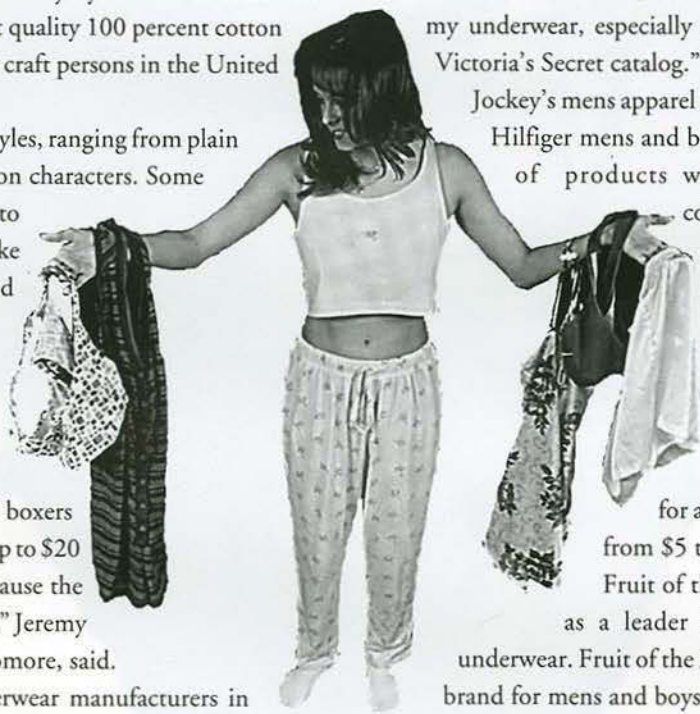 quality 100 percent cotton
craft persons in the United
yles, ranging from plain
on characters. Some
to
ke
d
boxers
p to $20
ause the
” Jeremy
omore, said.
erwear manufacturers in
my underwear, especially
Victoria's Secret catalog.”
Jockey's mens apparel
Hilfiger mens and b
of products w
co
for a
from $5 t
Fruit of t
as a leader
underwear. Fruit of the
brand for mens and boys